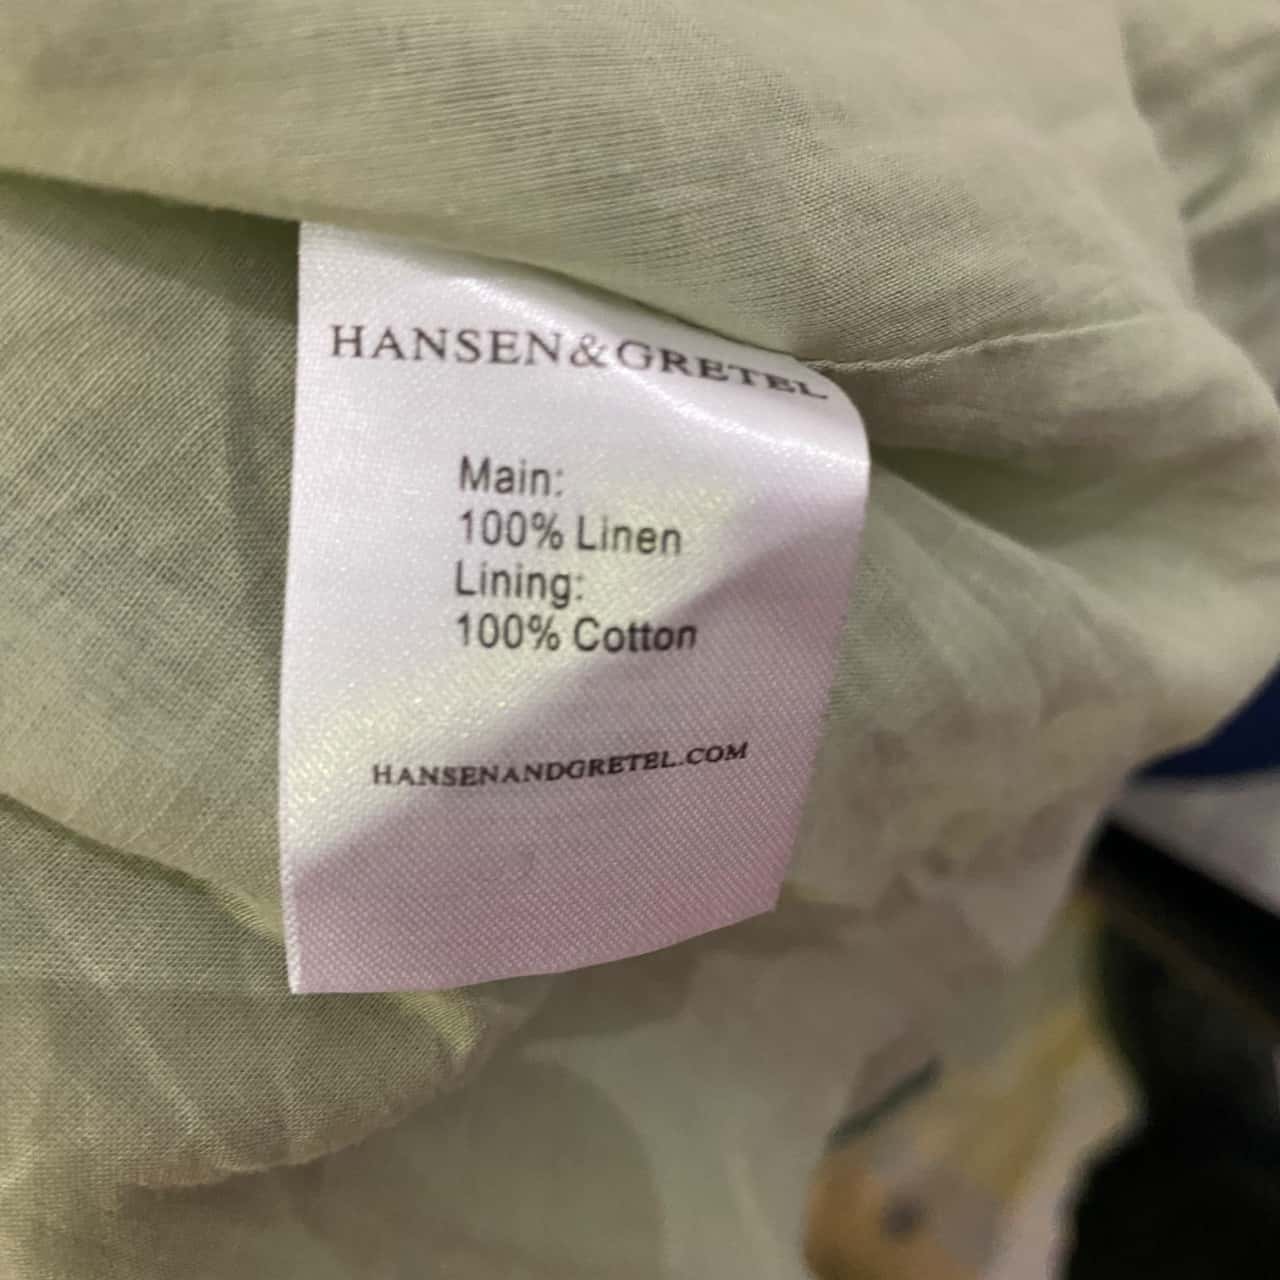 HANSEN&GRETEL
Main:
100% Linen
Lining:
100% Cotton
HANSENANDGRETEL.COM